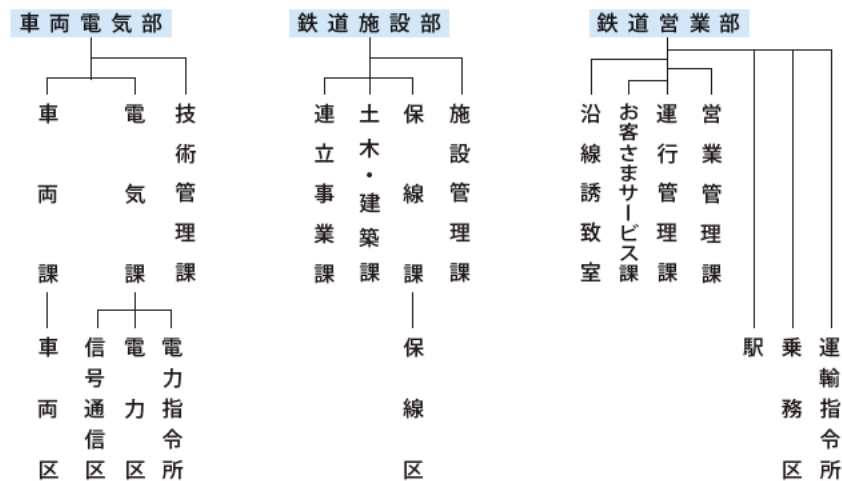 車両電気部
鉄道施設部
鉄道営業部
車両課
電気課
技術管理課
連立事業課
土木・建築課
保線課
施設管理課
沿線誘致室
お客さまサービス課
運行管理課
営業管理課
車両区
信号通信区
電力区
電力指令所
保線区
駅
乗務区
運輸指令所